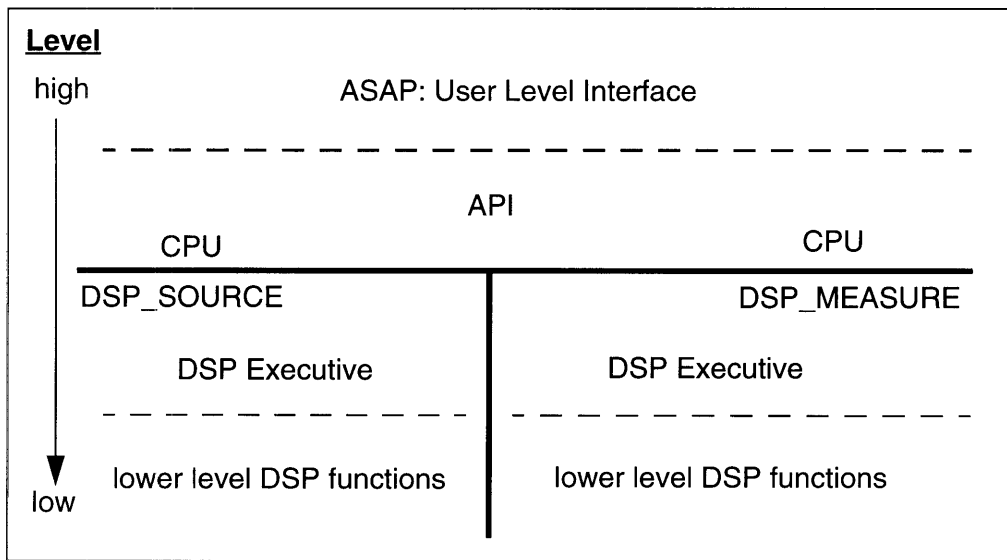 Level
high
ASAP: User Level Interface
API
CPU
CPU
DSP_SOURCE
DSP_MEASURE
DSP Executive
DSP Executive
lower level DSP functions
lower level DSP functions
low